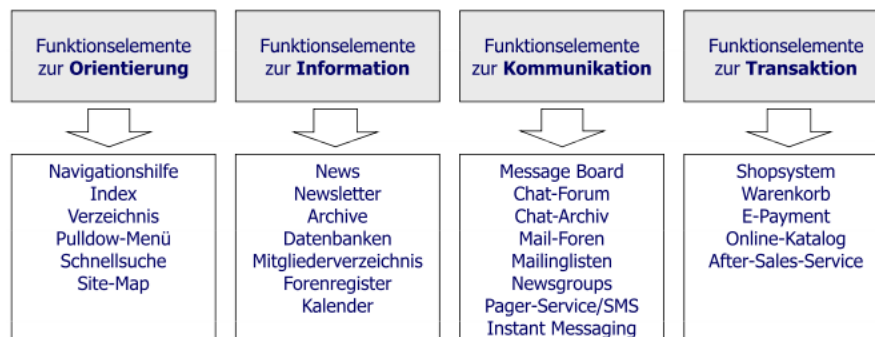 Funktionselemente
zur Orientierung
Funktionselemente
zur Information
Funktionselemente
zur Kommunikation
Funktionselemente
zur Transaktion
Navigationshilfe
Index
Verzeichnis
Pulldow-Menü
Schnellsuche
Site-Map
News
Newsletter
Archive
Datenbanken
Mitgliederverzeichnis
Forenregister
Kalender
Message Board
Chat-Forum
Chat-Archiv
Mail-Foren
Mailinglisten
Newsgroups
Pager-Service/SMS
Instant Messaging
Shopsystem
Warenkorb
E-Payment
Online-Katalog
After-Sales-Service